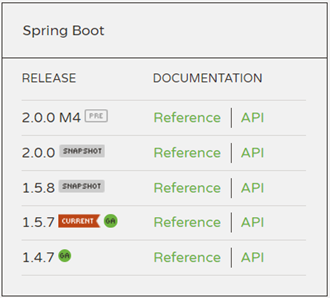 Spring Boot
RELEASE DOCUMENTATION
2.0.0 M4 PRE Reference API
2.0.0 SNAPSHOT Reference API
1.5.8 SNAPSHOT Reference API
1.5.7 CURRENT GA Reference API
1.4.7 GA Reference API